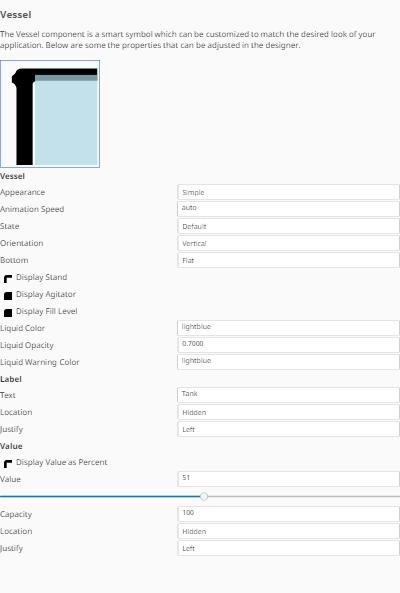 Vessel
The Vessel component is a smart symbol which can be customized to match the desired look of your
application. Below are some the properties that can be adjusted in the designer.
Vessel
Appearance Simple
Animation Speed auto
State Default
Orientation Vertical
Bottom Flat
Display Stand
Display Agitator
Display Fill Level
Liquid Color lightblue
Liquid Opacity 0.7000
Liquid Warning Color lightblue
Label
Text Tank
Location Hidden
Justify Left
Value
Display Value as Percent
Value 51
Capacity 100
Location Hidden
Justify Left